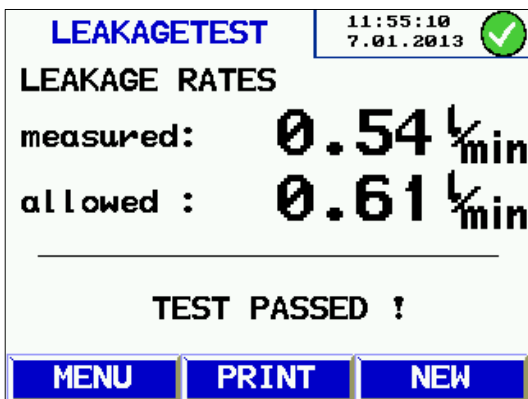 LEAKAGETEST
11:55:10
7.01.2013
LEAKAGE RATES
measured: 0.54 L/min
allowed : 0.61 L/min
TEST PASSED !
MENU PRINT NEW